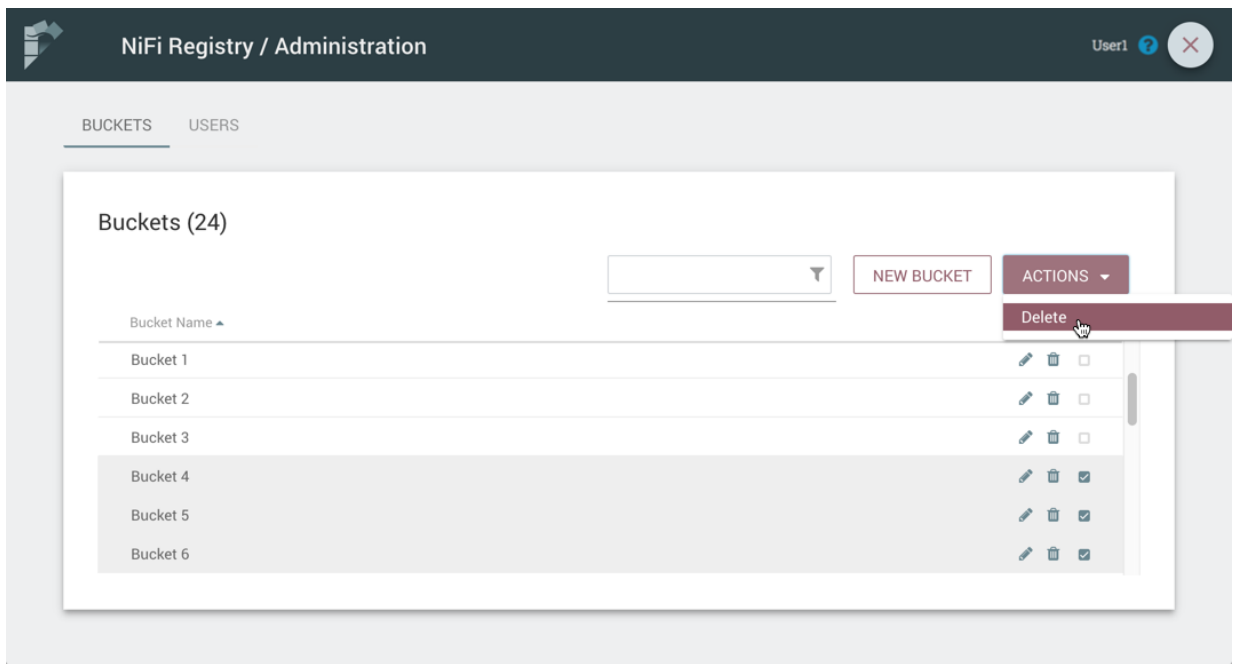 NiFi Registry / Administration
User1 ?
BUCKETS USERS
Buckets (24)
NEW BUCKET ACTIONS
Delete
Bucket Name
Bucket 1
Bucket 2
Bucket 3
Bucket 4
Bucket 5
Bucket 6